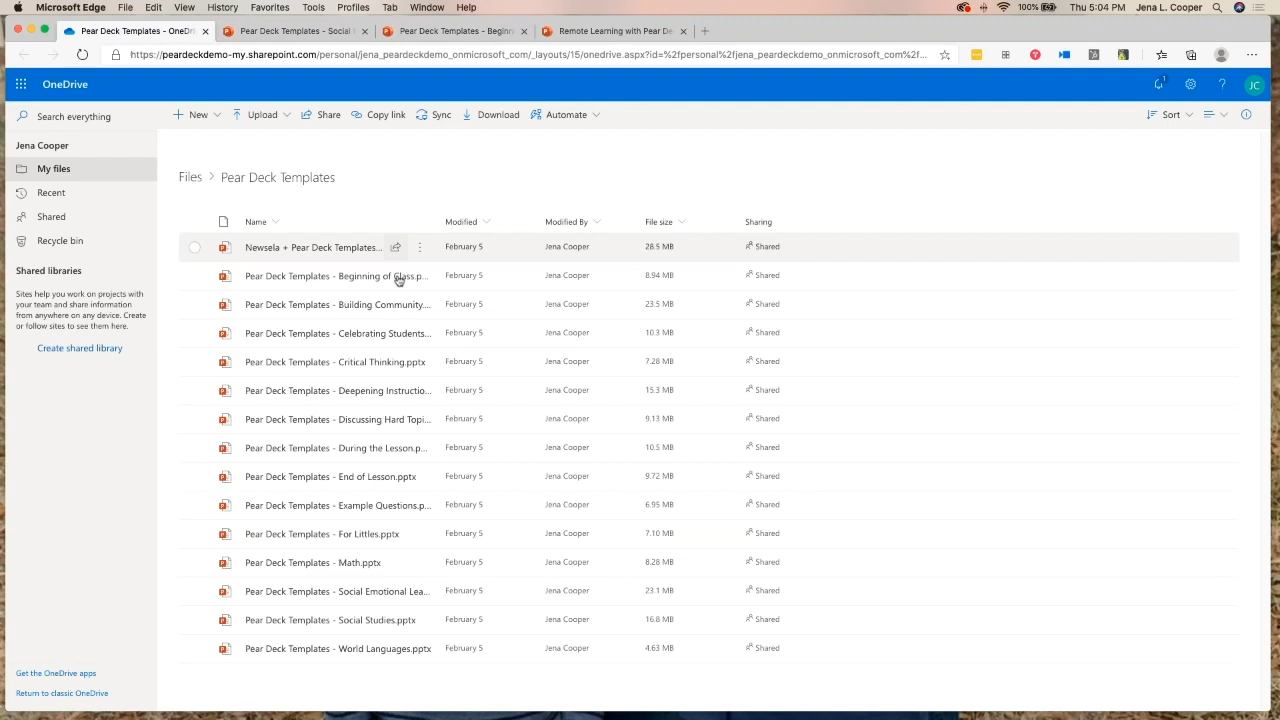 Microsoft Edge File Edit View History Favorites Tools Profiles Tab Window Help 100% Thu 5:04 PM Jena L. Cooper
Pear Deck Templates - OneDri × Pear Deck Templates - Social × Pear Deck Templates - Beginn × Remote Learning with Pear De ×
https://peardeckdemo-my.sharepoint.com/personal/jena_peardeckdemo_onmicrosoft_com/_layouts/15/onedrive.aspx?id=%2fpersonal%2fjena_peardeckdemo_onmicrosoft_com%2f...
OneDrive 1 ? JC
Search everything
New Upload Share Copy link Sync Download Automate Sort
Jena Cooper
My files
Recent
Shared
Recycle bin
Shared libraries
Sites help you work on projects with
your team and share information
from anywhere on any device. Create
or follow sites to see them here.
Create shared library
Get the OneDrive apps
Return to classic OneDrive
Files > Pear Deck Templates
Name Modified Modified By File size Sharing
Newsela + Pear Deck Templates... February 5 Jena Cooper 28.5 MB Shared
Pear Deck Templates - Beginning of Class.p... February 5 Jena Cooper 8.94 MB Shared
Pear Deck Templates - Building Community.... February 5 Jena Cooper 23.5 MB Shared
Pear Deck Templates - Celebrating Students... February 5 Jena Cooper 10.3 MB Shared
Pear Deck Templates - Critical Thinking.pptx February 5 Jena Cooper 7.28 MB Shared
Pear Deck Templates - Deepening Instructio... February 5 Jena Cooper 15.3 MB Shared
Pear Deck Templates - Discussing Hard Topi... February 5 Jena Cooper 9.13 MB Shared
Pear Deck Templates - During the Lesson.p... February 5 Jena Cooper 10.5 MB Shared
Pear Deck Templates - End of Lesson.pptx February 5 Jena Cooper 9.72 MB Shared
Pear Deck Templates - Example Questions.p... February 5 Jena Cooper 6.95 MB Shared
Pear Deck Templates - For Littles.pptx February 5 Jena Cooper 7.10 MB Shared
Pear Deck Templates - Math.pptx February 5 Jena Cooper 8.28 MB Shared
Pear Deck Templates - Social Emotional Lea... February 5 Jena Cooper 23.1 MB Shared
Pear Deck Templates - Social Studies.pptx February 5 Jena Cooper 16.8 MB Shared
Pear Deck Templates - World Languages.pptx February 5 Jena Cooper 4.63 MB Shared